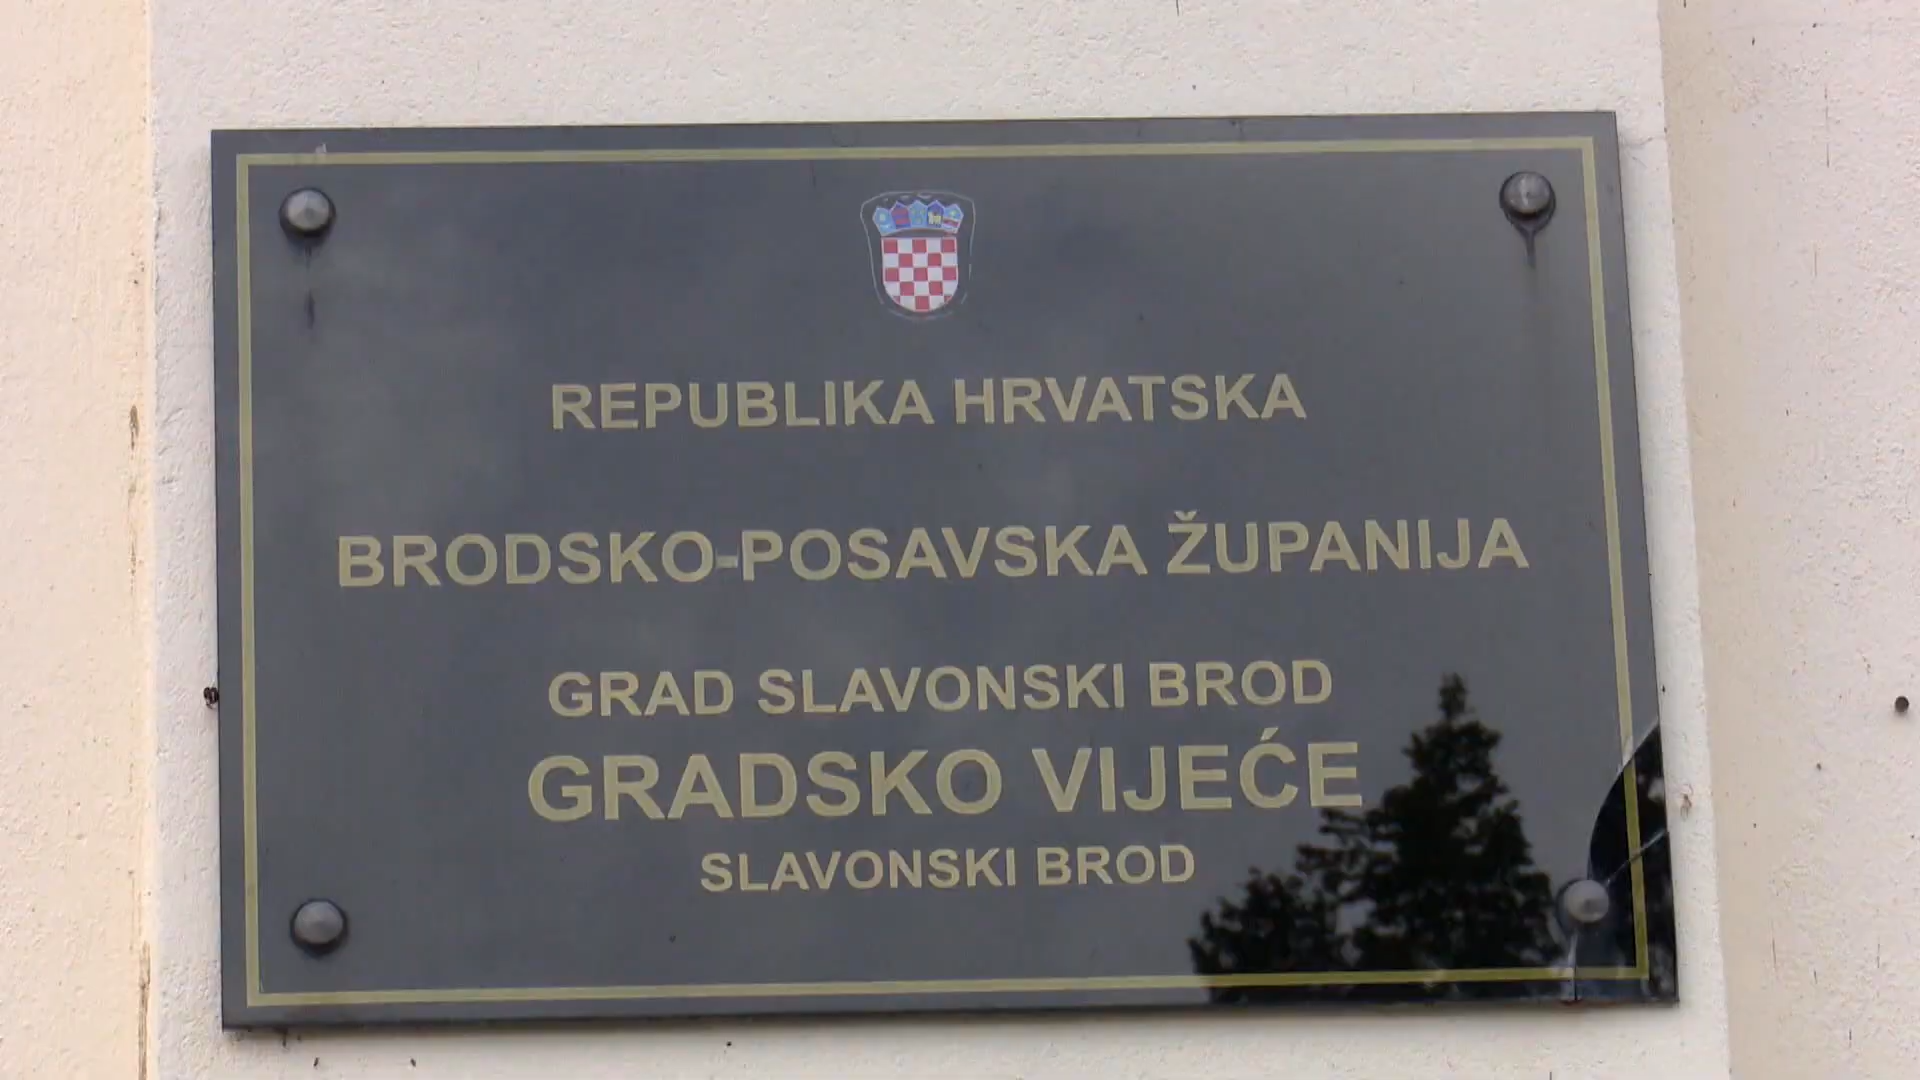 REPUBLIKA HRVATSKA
BRODSKO-POSAVSKA ŽUPANIJA
GRAD SLAVONSKI BROD
GRADSKO VIJEĆE
SLAVONSKI BROD